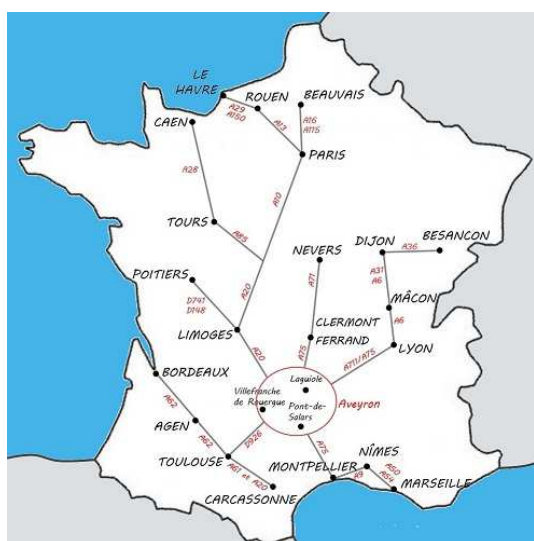 LE
HAVRE
ROUEN
BEAUVAIS
A29
A150
A16
A115
CAEN
A13
PARIS
A28
A10
TOURS
A85
NEVERS
DIJON
A36
BESANCON
POITIERS
A31
A6
A20
A71
MÂCON
D741
D148
LIMOGES
CLERMONT
FERRAND
A6
A20
A75
A711/A75
LYON
BORDEAUX
Laguiole
Villefranche
de Rouergue
Aveyron
Pont-de-
Salars
A62
AGEN
A62
D926
A75
TOULOUSE
A61 et A20
MONTPELLIER
NÎMES
A50
A54
A9
MARSEILLE
CARCASSONNE